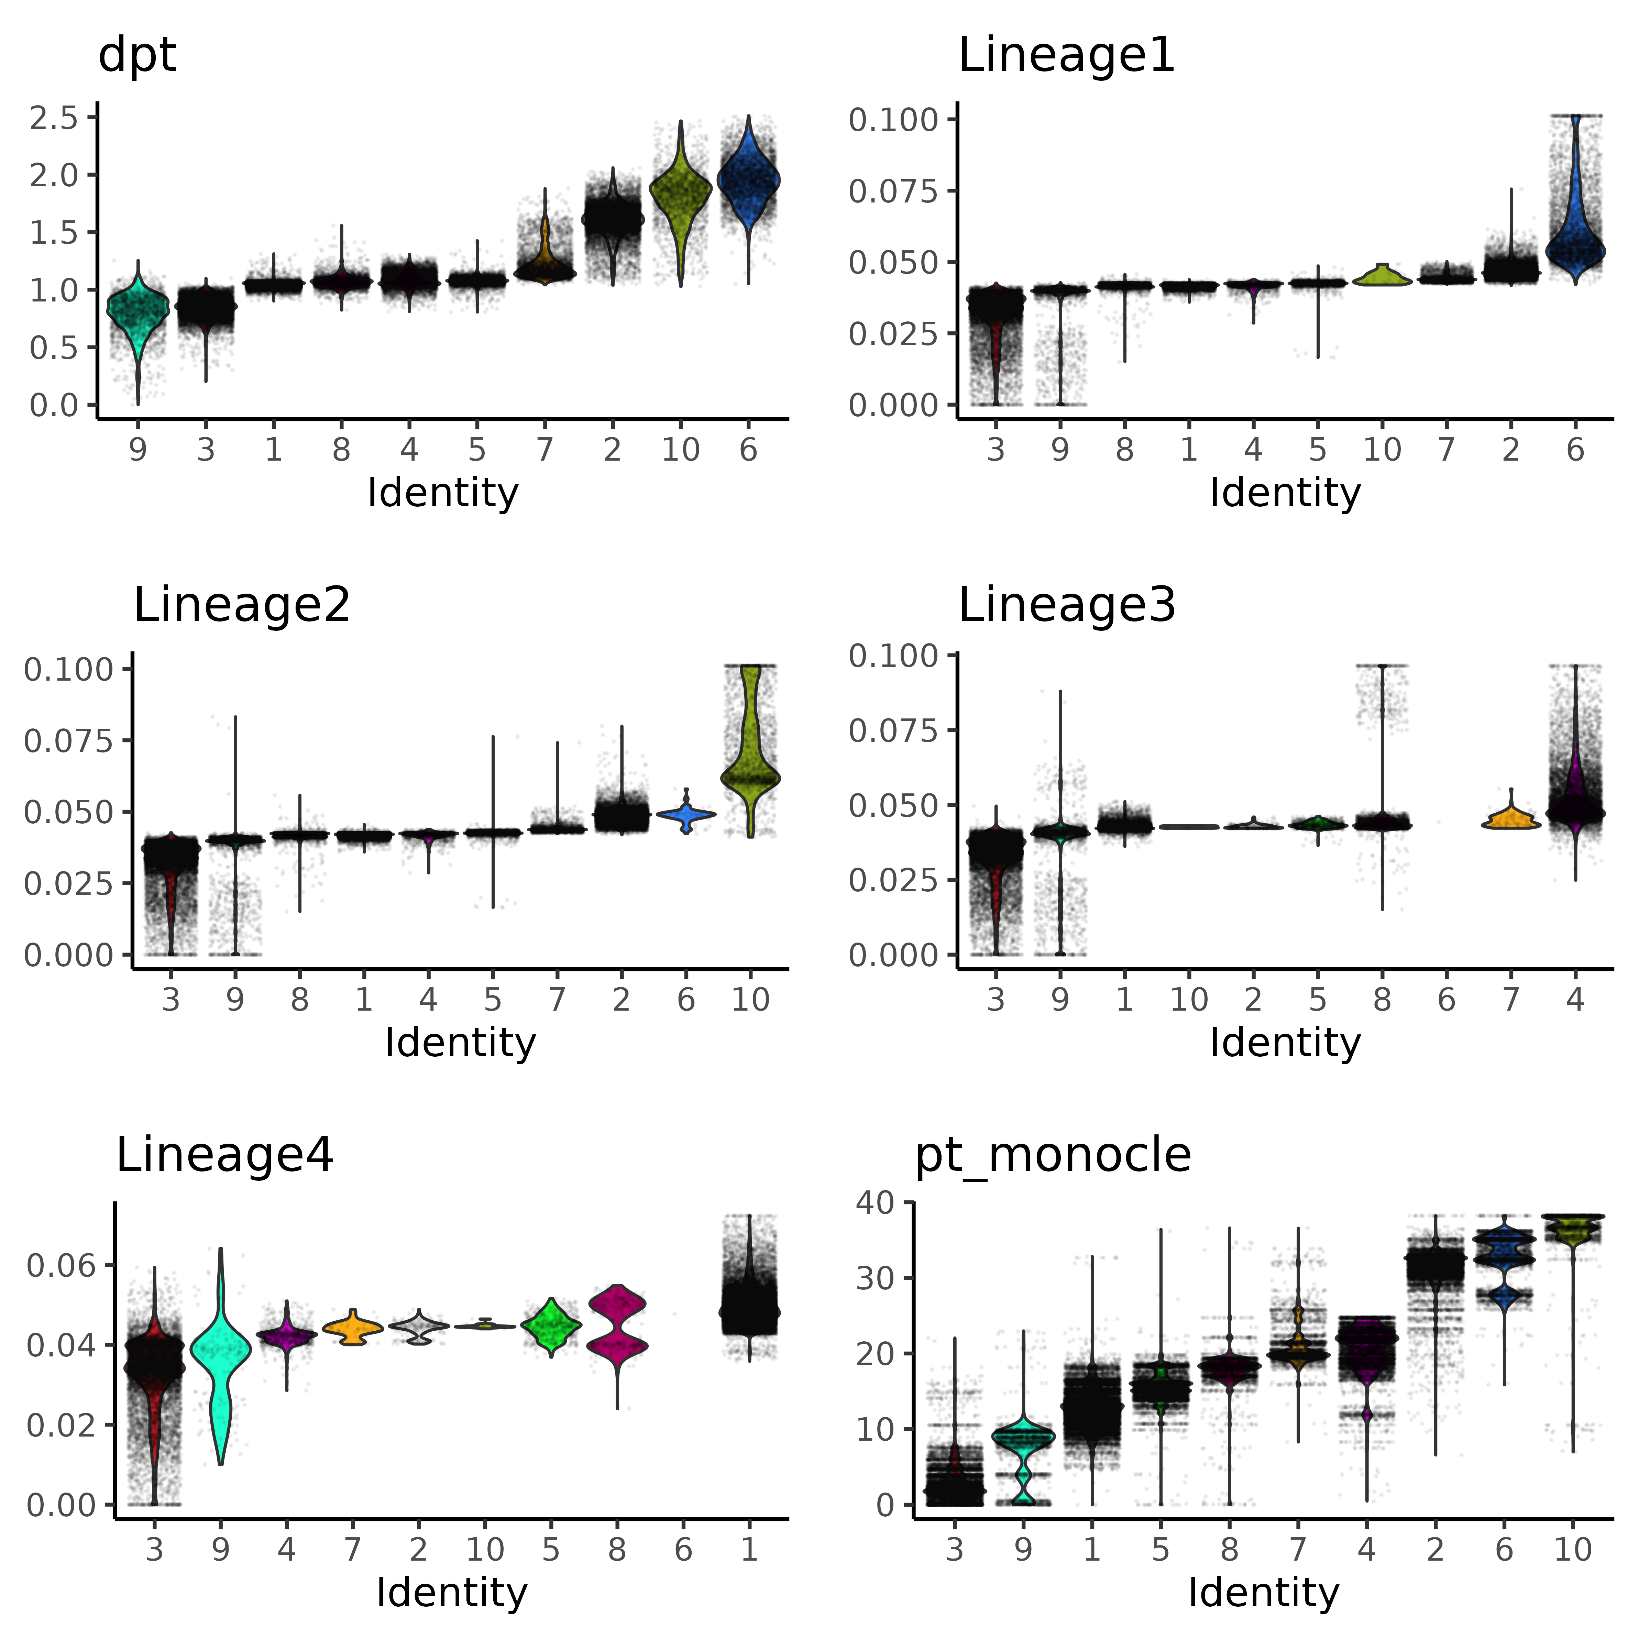 dpt
2.5
2.0
1.5
1.0
0.5
0.0
9 3 1 8 4 5 7 2 10 6
Identity
Lineage1
0.100
0.075
0.050
0.025
0.000
3 9 8 1 4 5 10 7 2 6
Identity
Lineage2
0.100
0.075
0.050
0.025
0.000
3 9 8 1 4 5 7 2 6 10
Identity
Lineage3
0.100
0.075
0.050
0.025
0.000
3 9 1 10 2 5 8 6 7 4
Identity
Lineage4
0.06
0.04
0.02
0.00
3 9 4 7 2 10 5 8 6 1
Identity
pt_monocle
40
30
20
10
0
3 9 1 5 8 7 4 2 6 10
Identity